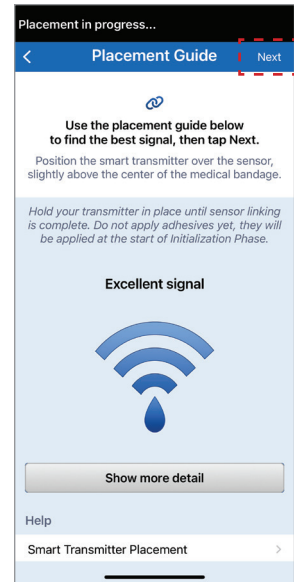 Placement in progress...
Placement Guide
Next
Use the placement guide below
to find the best signal, then tap Next.
Position the smart transmitter over the sensor,
slightly above the center of the medical bandage.
Hold your transmitter in place until sensor linking
is complete. Do not apply adhesives yet, they will
be applied at the start of Initialization Phase.
Excellent signal
Show more detail
Help
Smart Transmitter Placement